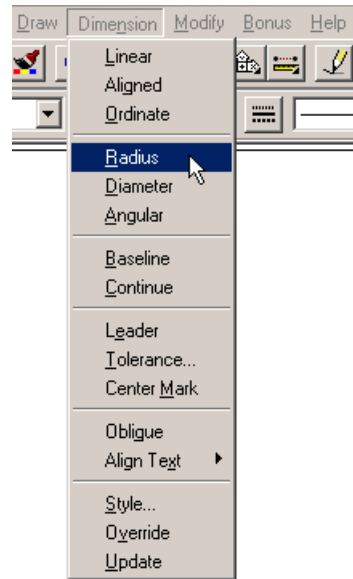 Draw Dimension Modify Bonus Help
Linear
Aligned
Ordinate
Radius
Diameter
Angular
Baseline
Continue
Leader
Tolerance...
Center Mark
Obligue
Align Text
Style...
Override
Update